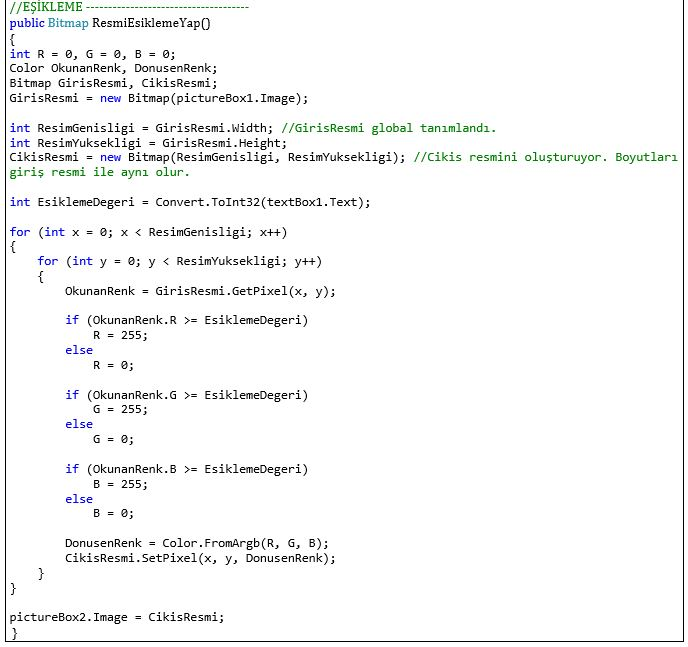 //EŞİKLEME -------------------------------------
public Bitmap ResmiEsiklemeYap()
{
int R = 0, G = 0, B = 0;
Color OkunanRenk, DonusenRenk;
Bitmap GirisResmi, CikisResmi;
GirisResmi = new Bitmap(pictureBox1.Image);
int ResimGenisligi = GirisResmi.Width; //GirisResmi global tanımlandı.
int ResimYuksekligi = GirisResmi.Height;
CikisResmi = new Bitmap(ResimGenisligi, ResimYuksekligi); //Cikis resmini oluşturuyor. Boyutları
giriş resmi ile aynı olur.
int EsiklemeDegeri = Convert.ToInt32(textBox1.Text);
for (int x = 0; x < ResimGenisligi; x++)
{
for (int y = 0; y < ResimYuksekligi; y++)
{
OkunanRenk = GirisResmi.GetPixel(x, y);
if (OkunanRenk.R >= EsiklemeDegeri)
R = 255;
else
R = 0;
if (OkunanRenk.G >= EsiklemeDegeri)
G = 255;
else
G = 0;
if (OkunanRenk.B >= EsiklemeDegeri)
B = 255;
else
B = 0;
DonusenRenk = Color.FromArgb(R, G, B);
CikisResmi.SetPixel(x, y, DonusenRenk);
}
}
pictureBox2.Image = CikisResmi;
}